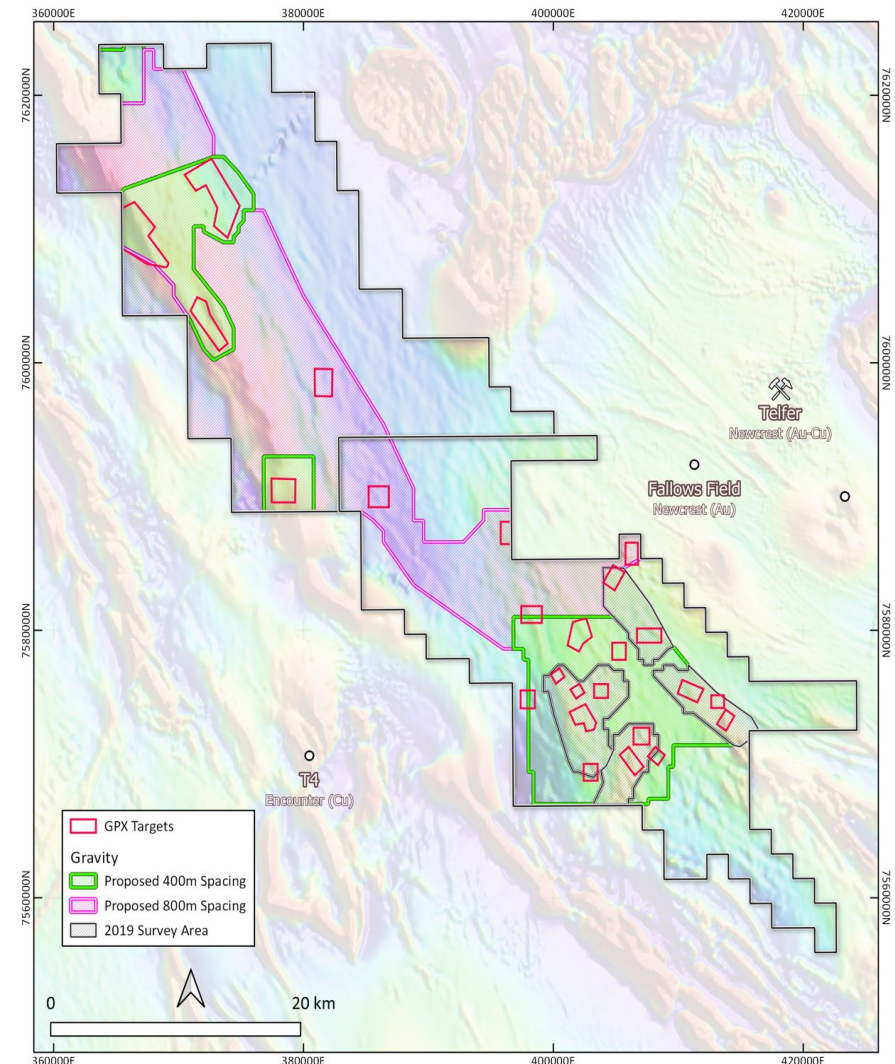 360000E
380000E
400000E
420000E
7620000N
7620000N
7600000N
7600000N
Telfer
Newcrest (Au-Cu)
Fallows Field
Newcrest (Au)
7580000N
7580000N
T4
Encounter (Cu)
GPX Targets
Gravity
Proposed 400m Spacing
Proposed 800m Spacing
2019 Survey Area
7560000N
7560000N
0
20 km
360000E
380000E
400000E
420000E